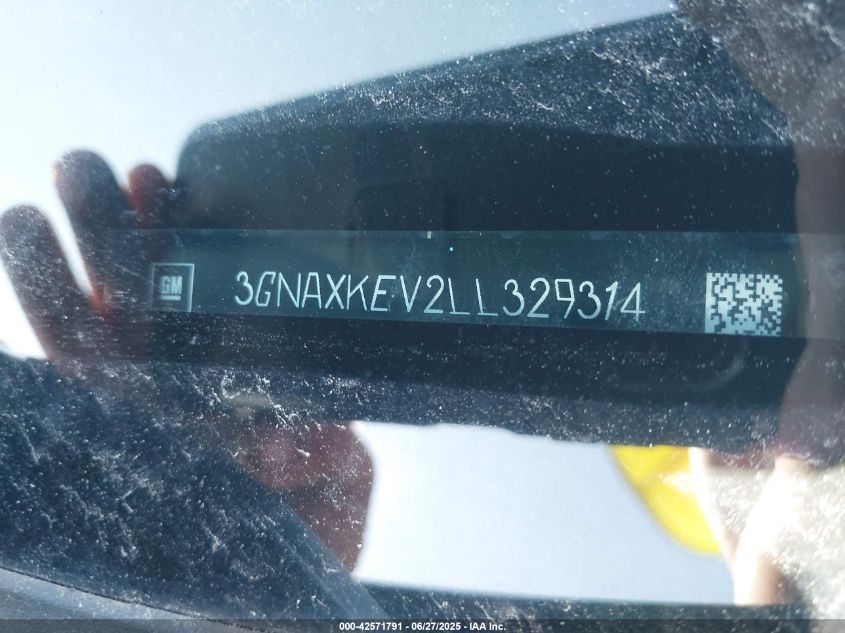 GM 3GNAXKEV2LL329314
000-42571791 - 06/27/2025 - IAA Inc.